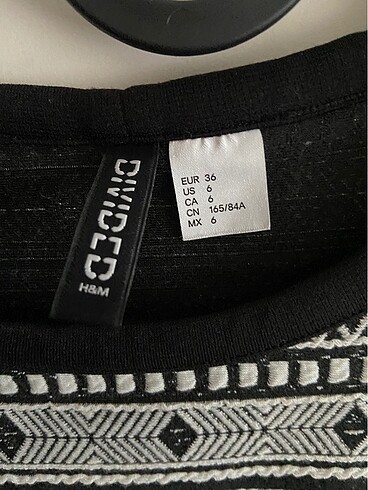 DIVIDED
H&M
EUR 36
US 6
CA 6
CN 165/84A
MX 6